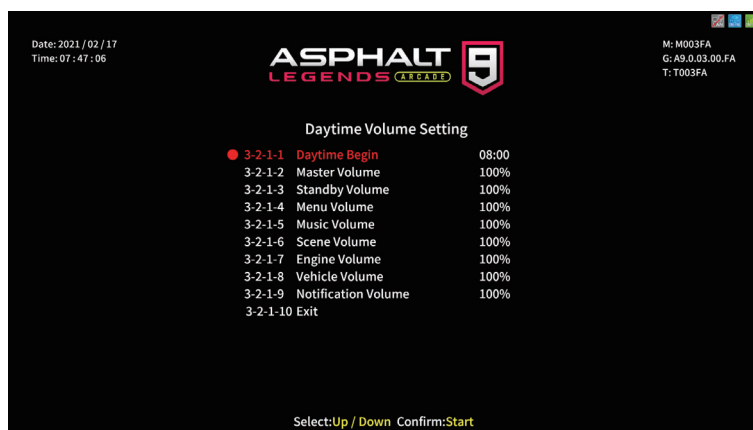 Date: 2021 / 02 / 17
Time: 07 : 47 : 06
ASPHALT 9
LEGENDS ARCADE
M: M003FA
G: A9.0.03.00.FA
T: T003FA
Daytime Volume Setting
3-2-1-1 Daytime Begin 08:00
3-2-1-2 Master Volume 100%
3-2-1-3 Standby Volume 100%
3-2-1-4 Menu Volume 100%
3-2-1-5 Music Volume 100%
3-2-1-6 Scene Volume 100%
3-2-1-7 Engine Volume 100%
3-2-1-8 Vehicle Volume 100%
3-2-1-9 Notification Volume 100%
3-2-1-10 Exit
Select:Up / Down Confirm:Start